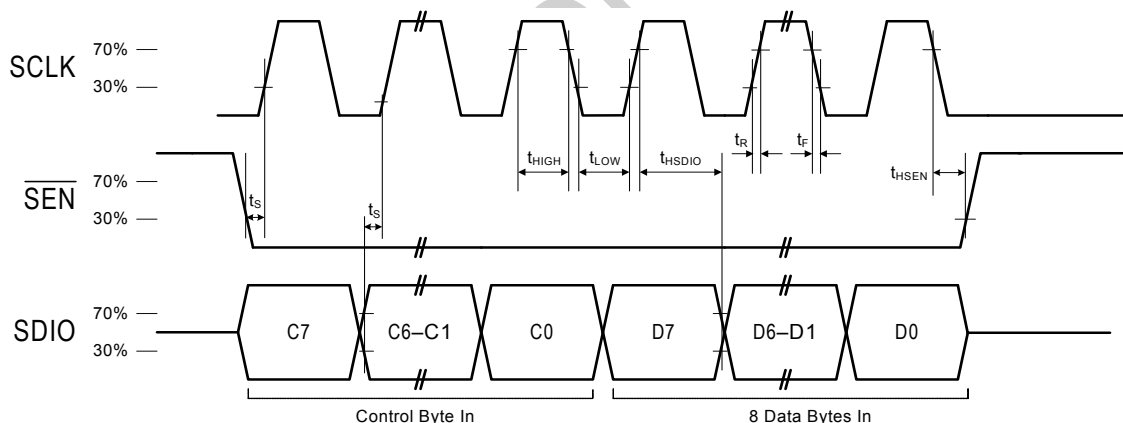 SCLK
70%
30%
SEN
70%
30%
tS
tS
tHIGH
tLOW
tHSDIO
tR
tF
tHSEN
SDIO
70%
30%
C7
C6–C1
C0
D7
D6–D1
D0
Control Byte In
8 Data Bytes In